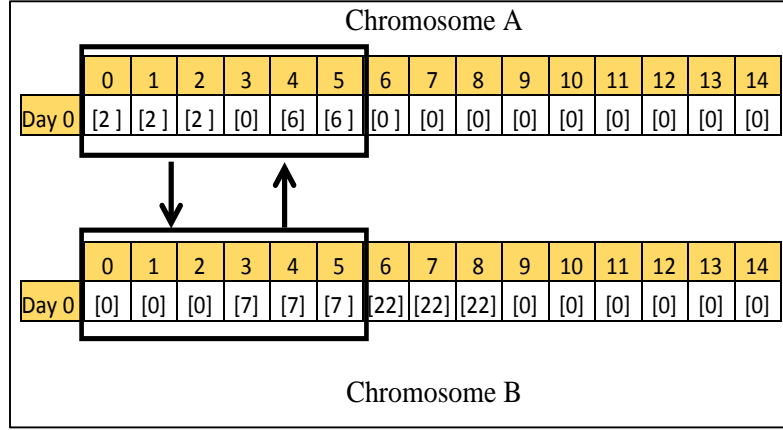 Chromosome A
0 1 2 3 4 5 6 7 8 9 10 11 12 13 14
Day 0 [2 ] [2 ] [2 ] [0] [6] [6 ] [0 ] [0] [0] [0] [0] [0] [0] [0] [0]
0 1 2 3 4 5 6 7 8 9 10 11 12 13 14
Day 0 [0] [0] [0] [7] [7] [7 ] [22] [22] [22] [0] [0] [0] [0] [0] [0]
Chromosome B